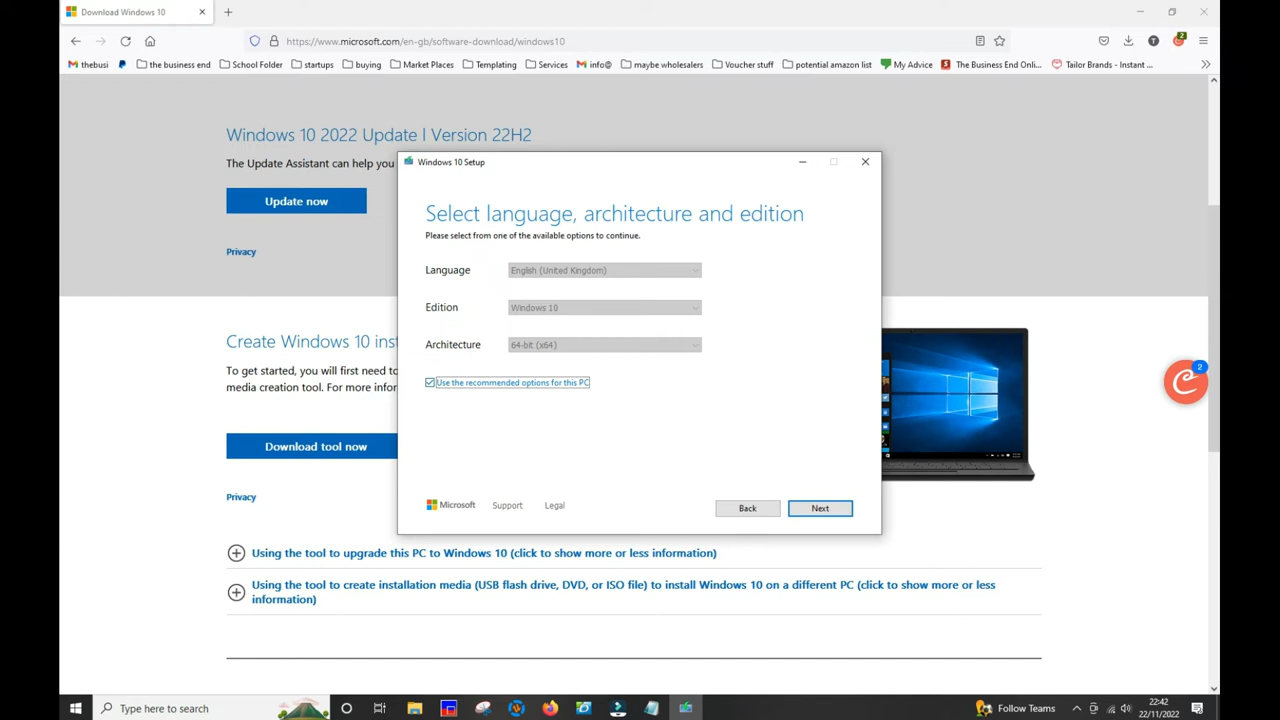 Download Windows 10
https://www.microsoft.com/en-gb/software-download/windows10
2
thebusi
the business end
School Folder
startups
buying
Market Places
Templating
Services
info@
maybe wholesalers
Voucher stuff
potential amazon list
My Advice
The Business End Onli...
Tailor Brands - Instant ...
Windows 10 2022 Update | Version 22H2
The Update Assistant can help you
Update now
Privacy
Create Windows 10 inst
To get started, you will first need to
media creation tool. For more infor
Download tool now
Privacy
Windows 10 Setup
Select language, architecture and edition
Please select from one of the available options to continue.
Language
English (United Kingdom)
Edition
Windows 10
Architecture
64-bit (x64)
Use the recommended options for this PC
Microsoft
Support
Legal
Back
Next
2
Using the tool to upgrade this PC to Windows 10 (click to show more or less information)
Using the tool to create installation media (USB flash drive, DVD, or ISO file) to install Windows 10 on a different PC (click to show more or less
information)
Type here to search
Follow Teams
22:42
22/11/2022